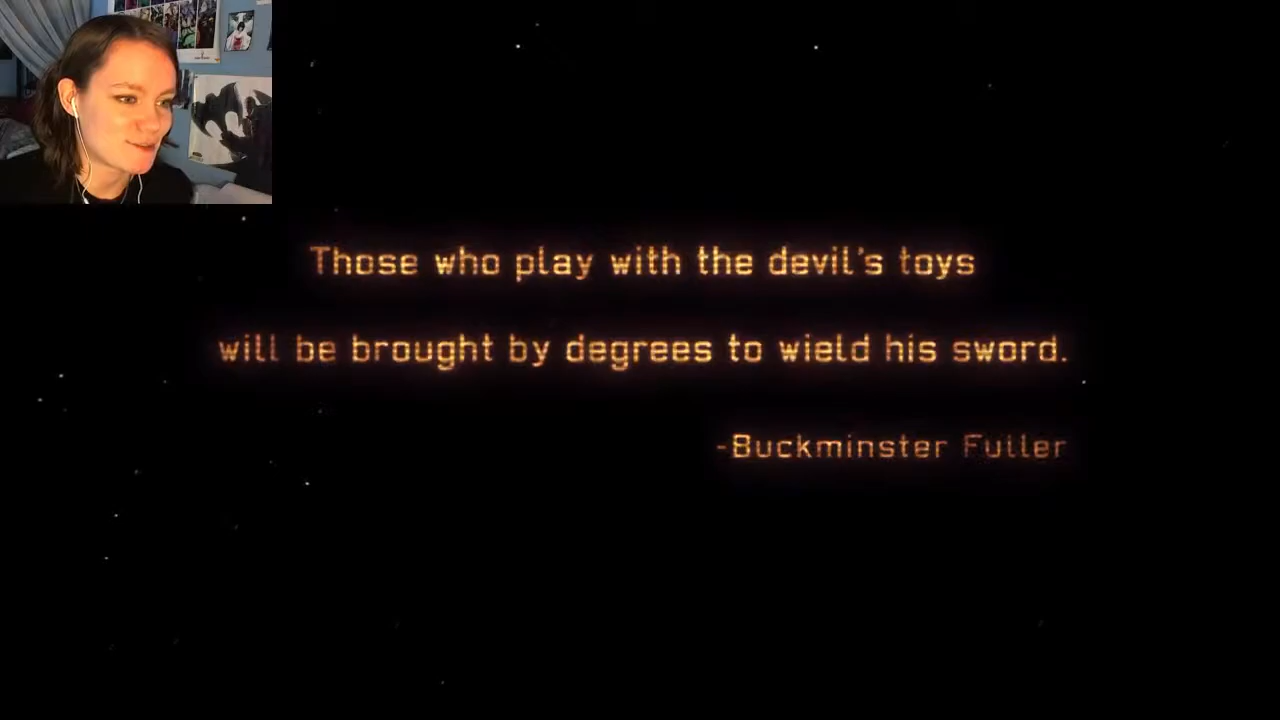 Those who play with the devil's toys
will be brought by degrees to wield his sword.
-Buckminster Fuller